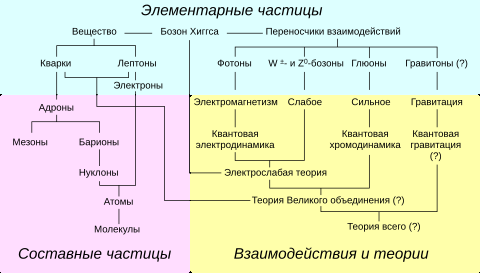 Элементарные частицы
Вещество Бозон Хиггса Переносчики взаимодействий
Кварки Лептоны Фотоны W ±- и Z⁰-бозоны Глюоны Гравитоны (?)
Электроны
Адроны Электромагнетизм Слабое Сильное Гравитация
Мезоны Барионы Квантовая электродинамика Квантовая хромодинамика Квантовая гравитация (?)
Нуклоны Электрослабая теория
Атомы Теория Великого объединения (?)
Молекулы Теория всего (?)
Составные частицы Взаимодействия и теории